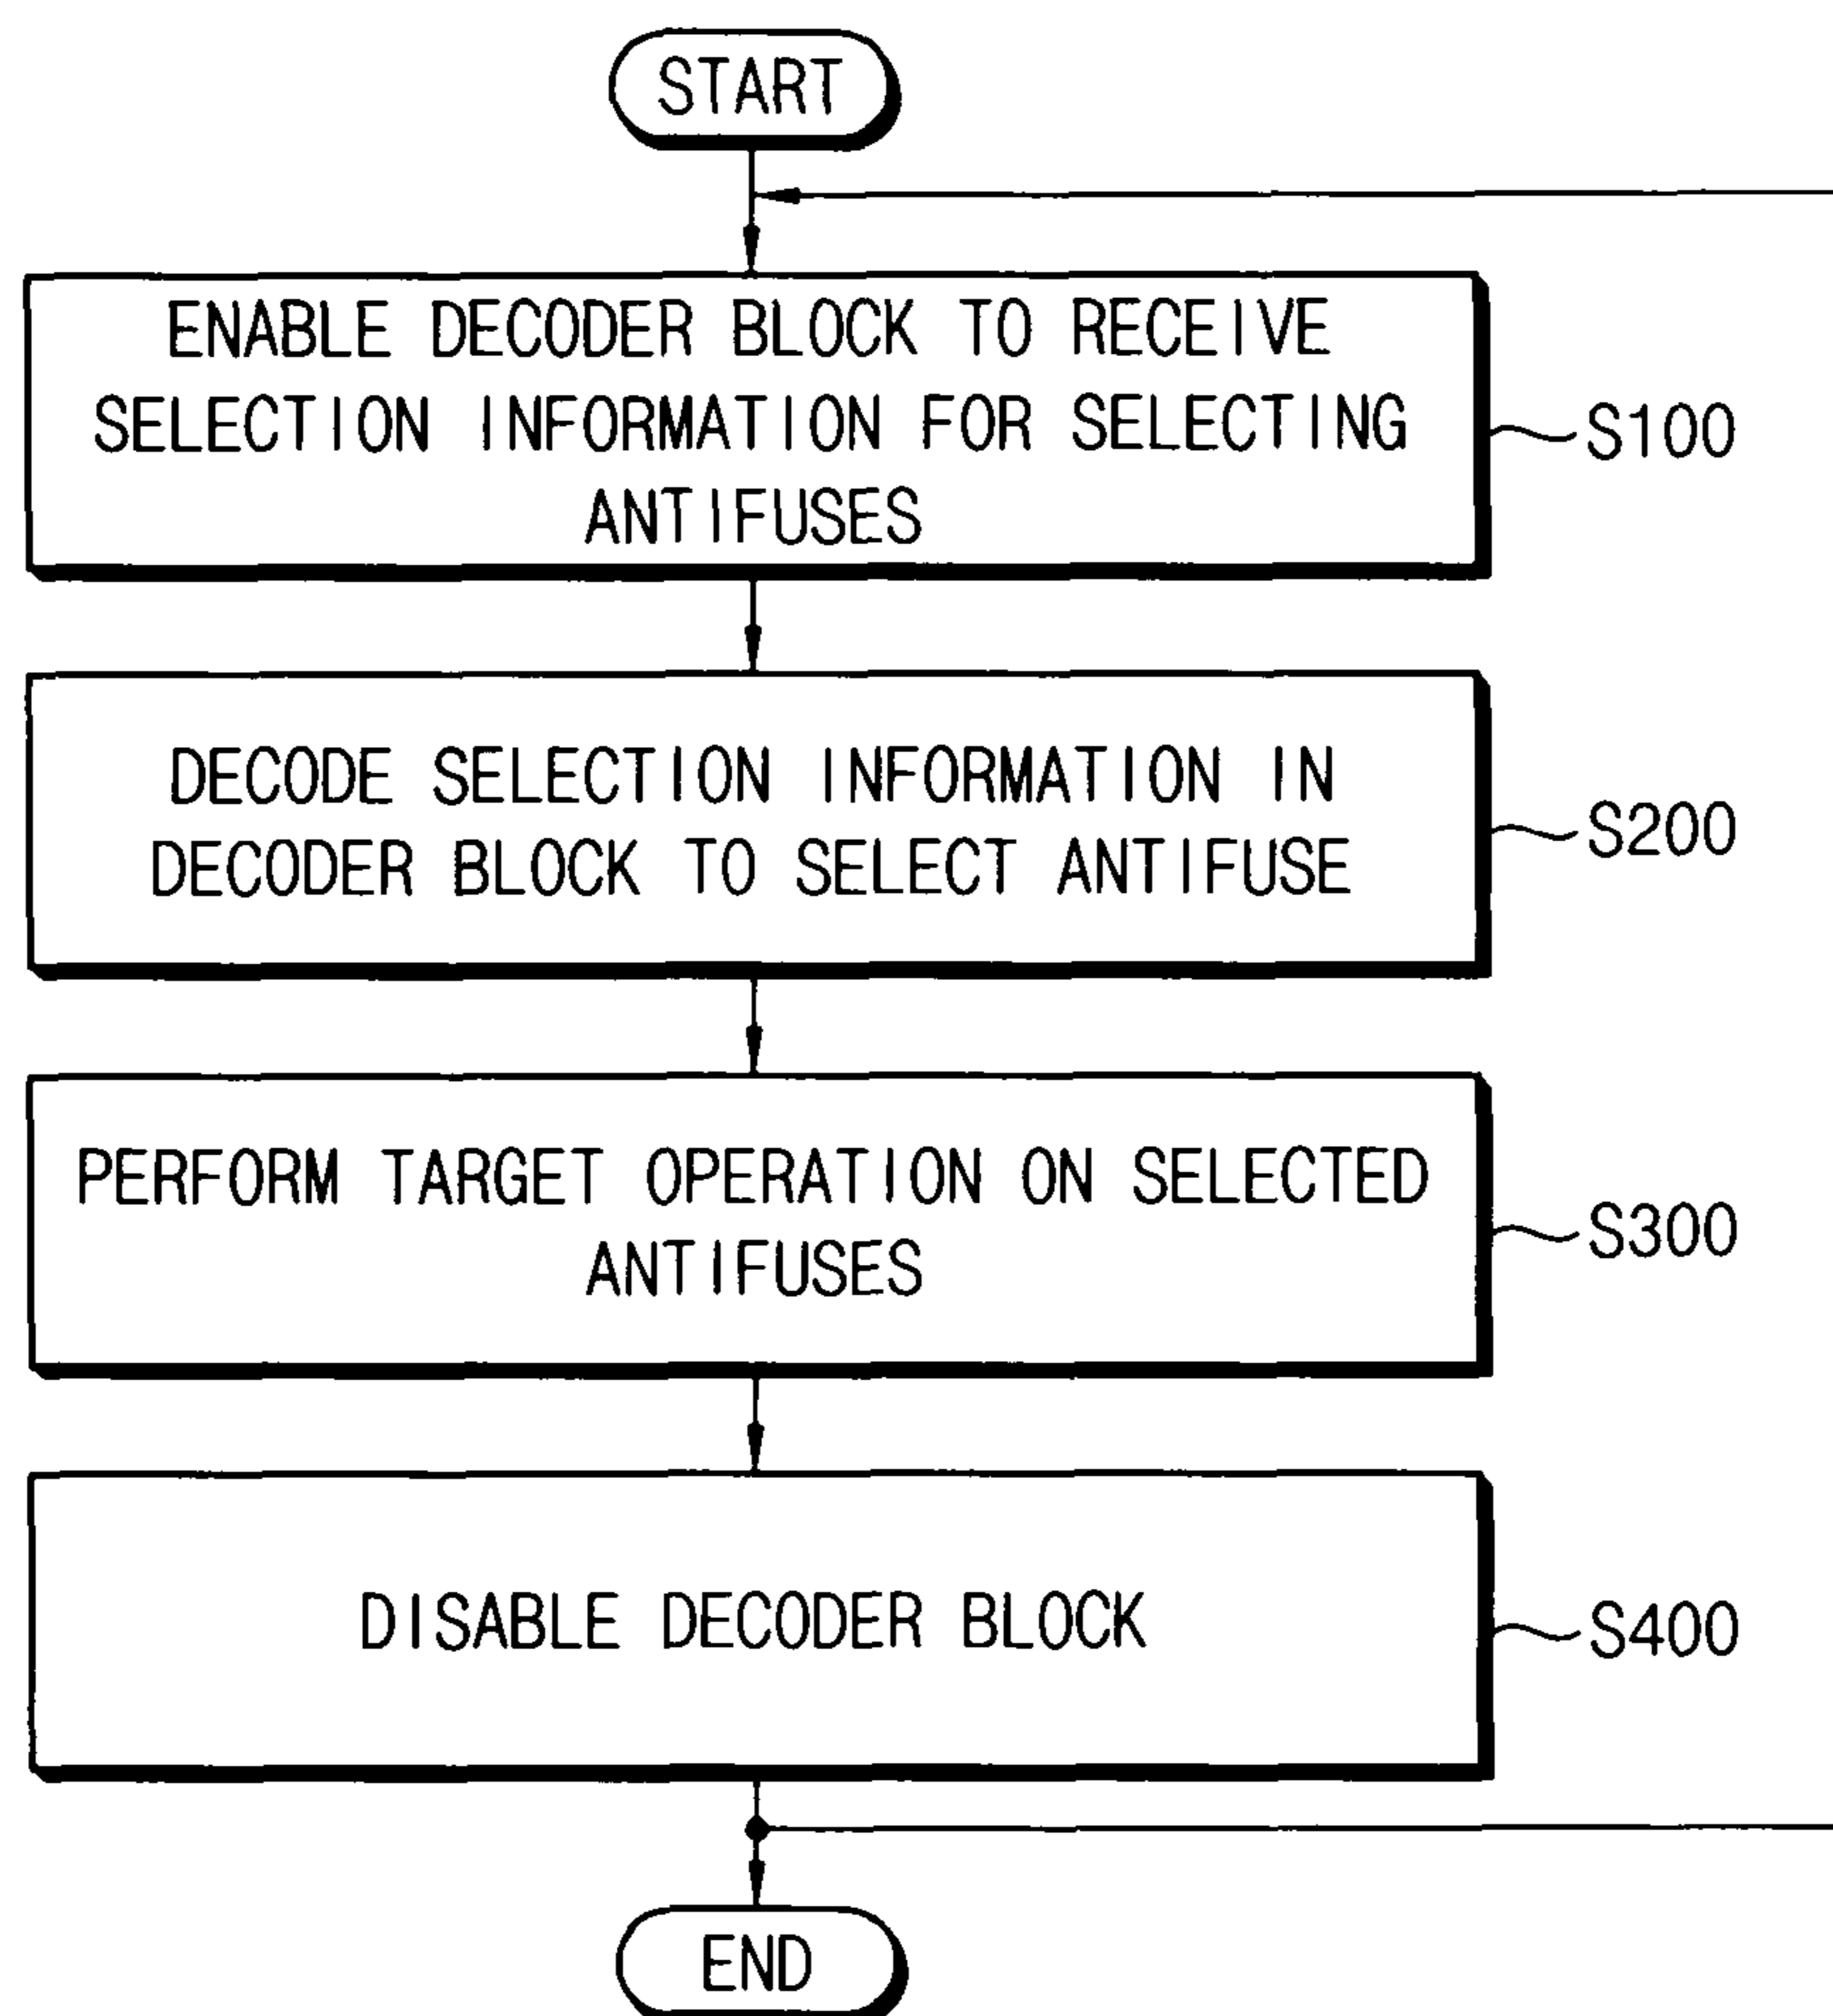 START
ENABLE DECODER BLOCK TO RECEIVE
SELECTION INFORMATION FOR SELECTING
ANTIFUSES
S100
DECODE SELECTION INFORMATION IN
DECODER BLOCK TO SELECT ANTIFUSE
S200
PERFORM TARGET OPERATION ON SELECTED
ANTIFUSES
S300
DISABLE DECODER BLOCK
S400
END